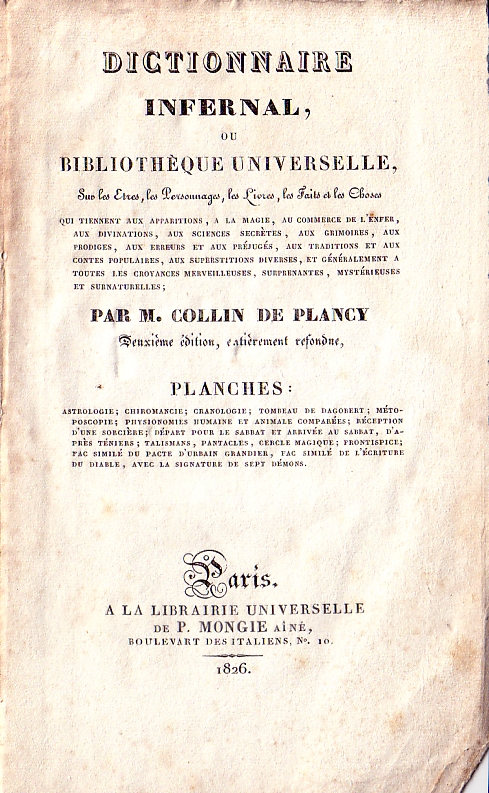 DICTIONNAIRE
INFERNAL,
OU
BIBLIOTHÈQUE UNIVERSELLE,
Sur les Etres, les Personnages, les Livres, les Faits et les Choses
QUI TIENNENT AUX APPARITIONS, A LA MAGIE, AU COMMERCE DE L'ENFER,
AUX DIVINATIONS, AUX SCIENCES SECRÈTES, AUX GRIMOIRES, AUX
PRODIGES, AUX ERREURS ET AUX PRÉJUGÉS, AUX TRADITIONS ET AUX
CONTES POPULAIRES, AUX SUPERSTITIONS DIVERSES, ET GÉNÉRALEMENT A
TOUTES LES CROYANCES MERVEILLEUSES, SURPRENANTES, MYSTÉRIEUSES
ET SURNATURELLES;
PAR M. COLLIN DE PLANCY
Deuxième édition, entièrement refondue,
PLANCHES:
ASTROLOGIE; CHIROMANCIE; CRANOLOGIE; TOMBEAU DE DAGOBERT; MÉTO-
POSCOPIE; PHYSIONOMIES HUMAINE ET ANIMALE COMPARÉES; RÉCEPTION
D'UNE SORCIÈRE; DÉPART POUR LE SABBAT ET ARRIVÉE AU SABBAT, D'A-
PRÈS TÉNIERS; TALISMANS, PANTACLES, CERCLE MAGIQUE; FRONTISPICE;
FAC SIMILÉ DU PACTE D'URBAIN GRANDIER, FAC SIMILÉ DE L'ÉCRITURE
DU DIABLE, AVEC LA SIGNATURE DE SEPT DÉMONS.
Paris.
A LA LIBRAIRIE UNIVERSELLE
DE P. MONGIE AÎNÉ,
BOULEVART DES ITALIENS, No. 10.
1826.